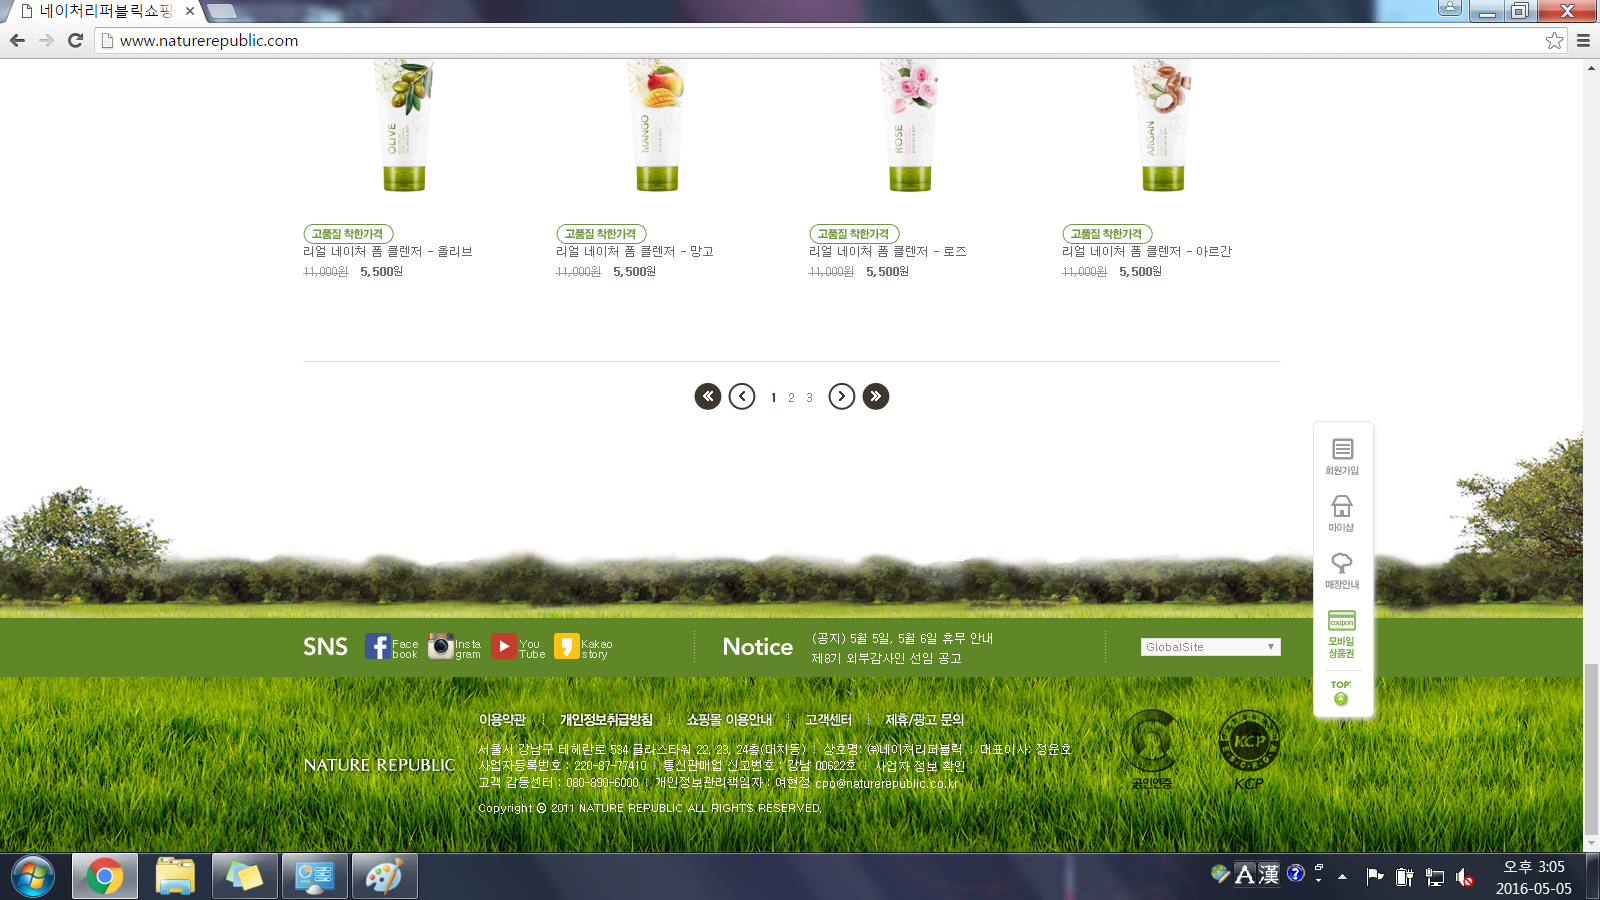 네이처리퍼블릭쇼핑
www.naturerepublic.com
OLIVE
MANGO
ROSE
ARGAN
고품질 착한가격
고품질 착한가격
고품질 착한가격
고품질 착한가격
리얼 네이처 폼 클렌저 - 올리브
리얼 네이처 폼 클렌저 - 망고
리얼 네이처 폼 클렌저 - 로즈
리얼 네이처 폼 클렌저 - 아르간
11,000원 5,500원
11,000원 5,500원
11,000원 5,500원
11,000원 5,500원
1 2 3
회원가입
마이샵
매장안내
coupon
모바일
상품권
TOP
SNS
Face
book
Insta
gram
You
Tube
Kakao
story
Notice
(공지) 5월 5일, 5월 6일 휴무 안내
제8기 외부감사인 선임 공고
GlobalSite
이용약관 개인정보취급방침 쇼핑몰 이용안내 고객센터 제휴/광고 문의
NATURE REPUBLIC
서울시 강남구 테헤란로 534 글라스타워 22, 23, 24층(대치동) | 상호명: ㈜네이처리퍼블릭 | 대표이사: 정운호
사업자등록번호 : 220-87-77410 | 통신판매업 신고번호 : 강남 00622호 | 사업자 정보 확인
고객 감동센터 : 080-890-6000 | 개인정보관리책임자 : 여현정 cpo@naturerepublic.co.kr
Copyright ⓒ 2011 NATURE REPUBLIC ALL RIGHTS RESERVED.
공인인증
KCP
KCP
A 漢
오후 3:05
2016-05-05